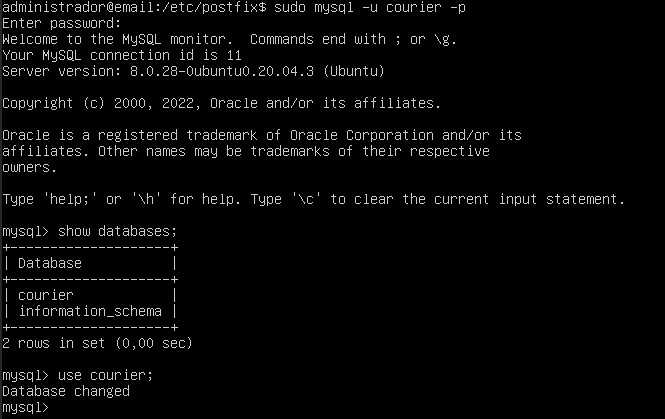 administrador@email:/etc/postfix$ sudo mysql -u courier -p
Enter password:
Welcome to the MySQL monitor.  Commands end with ; or \g.
Your MySQL connection id is 11
Server version: 8.0.28-0ubuntu0.20.04.3 (Ubuntu)

Copyright (c) 2000, 2022, Oracle and/or its affiliates.

Oracle is a registered trademark of Oracle Corporation and/or its
affiliates. Other names may be trademarks of their respective
owners.

Type 'help;' or '\h' for help. Type '\c' to clear the current input statement.

mysql> show databases;
+--------------------+
| Database           |
+--------------------+
| courier            |
| information_schema |
+--------------------+
2 rows in set (0,00 sec)

mysql> use courier;
Database changed
mysql>